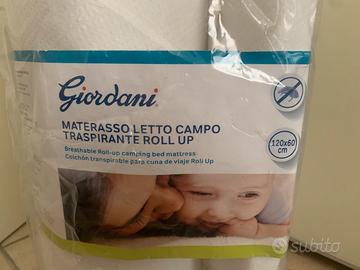 Giordani
MATERASSO LETTO CAMPO
TRASPIRANTE ROLL UP
Breathable Roll-up camping bed mattress
Colchón transpirable para cuna de viaje Roll Up
120x60
cm
subito